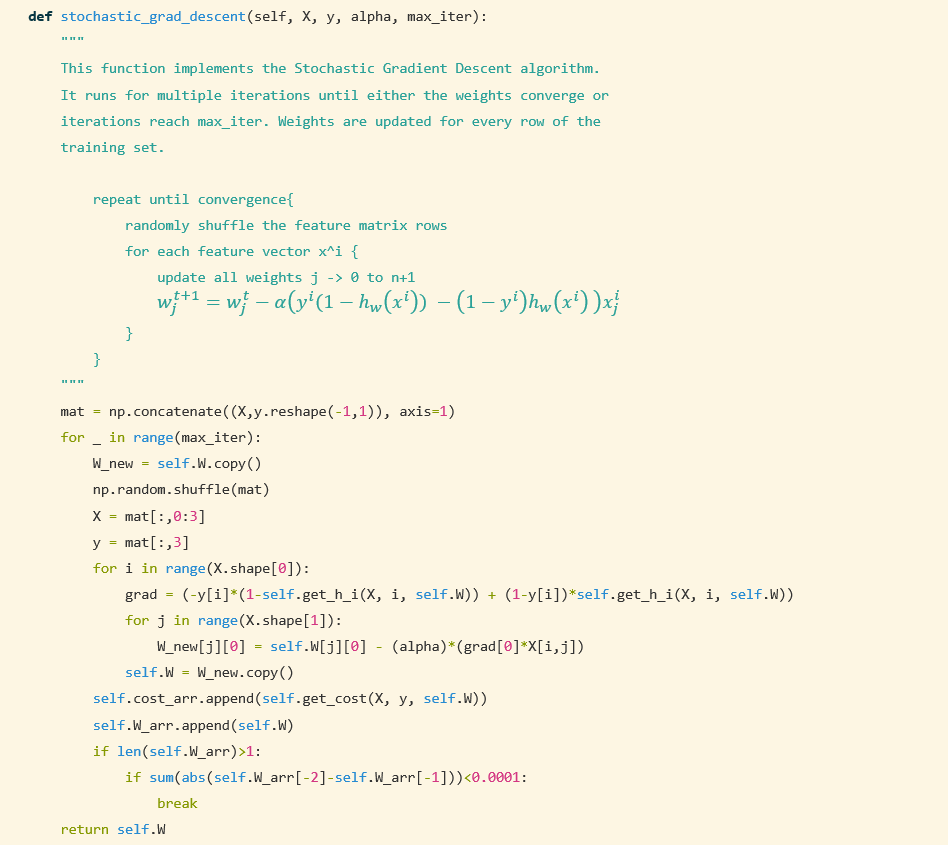 def stochastic_grad_descent(self, X, y, alpha, max_iter):
    """
    This function implements the Stochastic Gradient Descent algorithm.
    It runs for multiple iterations until either the weights converge or
    iterations reach max_iter. Weights are updated for every row of the
    training set.

        repeat until convergence{
            randomly shuffle the feature matrix rows
            for each feature vector x^i {
                update all weights j -> 0 to n+1
                w_j^{t+1} = w_j^t − α(y^i(1 − h_w(x^i)) − (1 − y^i)h_w(x^i))x_j^i
            }
        }
    """
    mat = np.concatenate((X,y.reshape(-1,1)), axis=1)
    for _ in range(max_iter):
        W_new = self.W.copy()
        np.random.shuffle(mat)
        X = mat[:,0:3]
        y = mat[:,3]
        for i in range(X.shape[0]):
            grad = (-y[i]*(1-self.get_h_i(X, i, self.W)) + (1-y[i])*self.get_h_i(X, i, self.W))
            for j in range(X.shape[1]):
                W_new[j][0] = self.W[j][0] - (alpha)*(grad[0]*X[i,j])
            self.W = W_new.copy()
        self.cost_arr.append(self.get_cost(X, y, self.W))
        self.W_arr.append(self.W)
        if len(self.W_arr)>1:
            if sum(abs(self.W_arr[-2]-self.W_arr[-1]))<0.0001:
                break
    return self.W